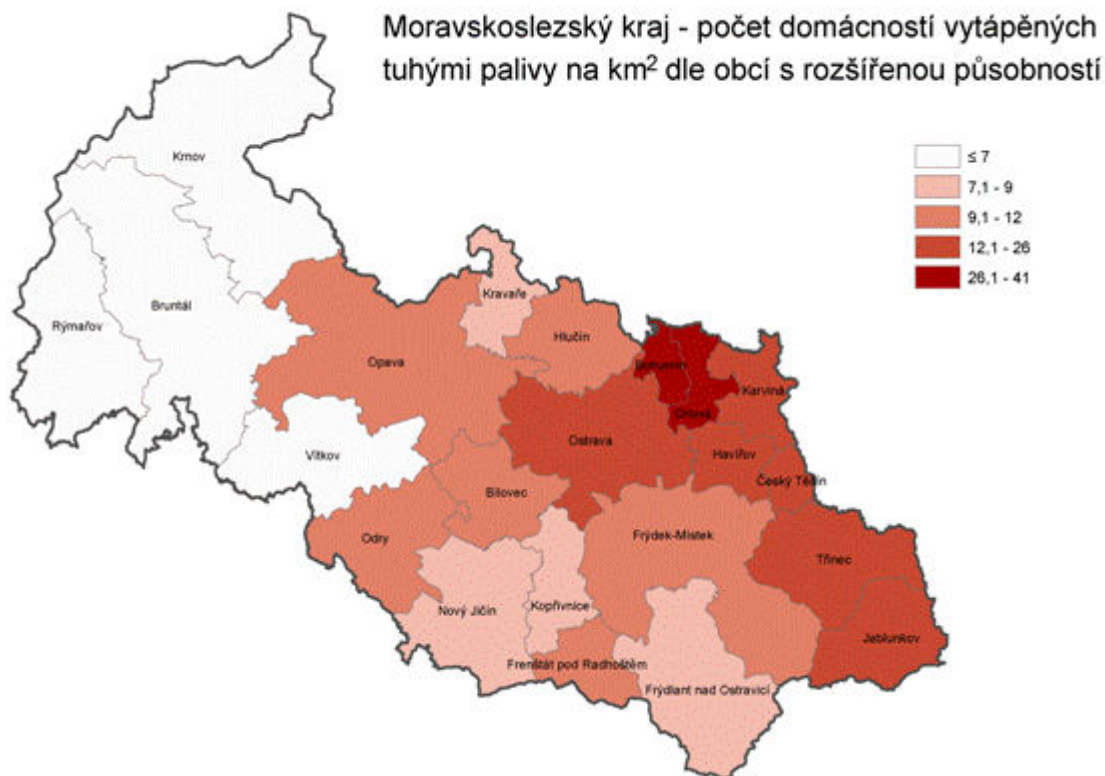 Moravskoslezský kraj - počet domácností vytápěných
tuhými palivy na km² dle obcí s rozšířenou působností
≤ 7
7,1 - 9
9,1 - 12
12,1 - 26
26,1 - 41
Krnov
Kravaře
Bruntál
Rýmařov
Hlučín
Opava
Bohumín
Karviná
Orlová
Ostrava
Vítkov
Havířov
Český Těšín
Bílovec
Odry
Frýdek-Místek
Třinec
Nový Jičín
Kopřivnice
Jablunkov
Frenštát pod Radhoštěm
Frýdlant nad Ostravicí